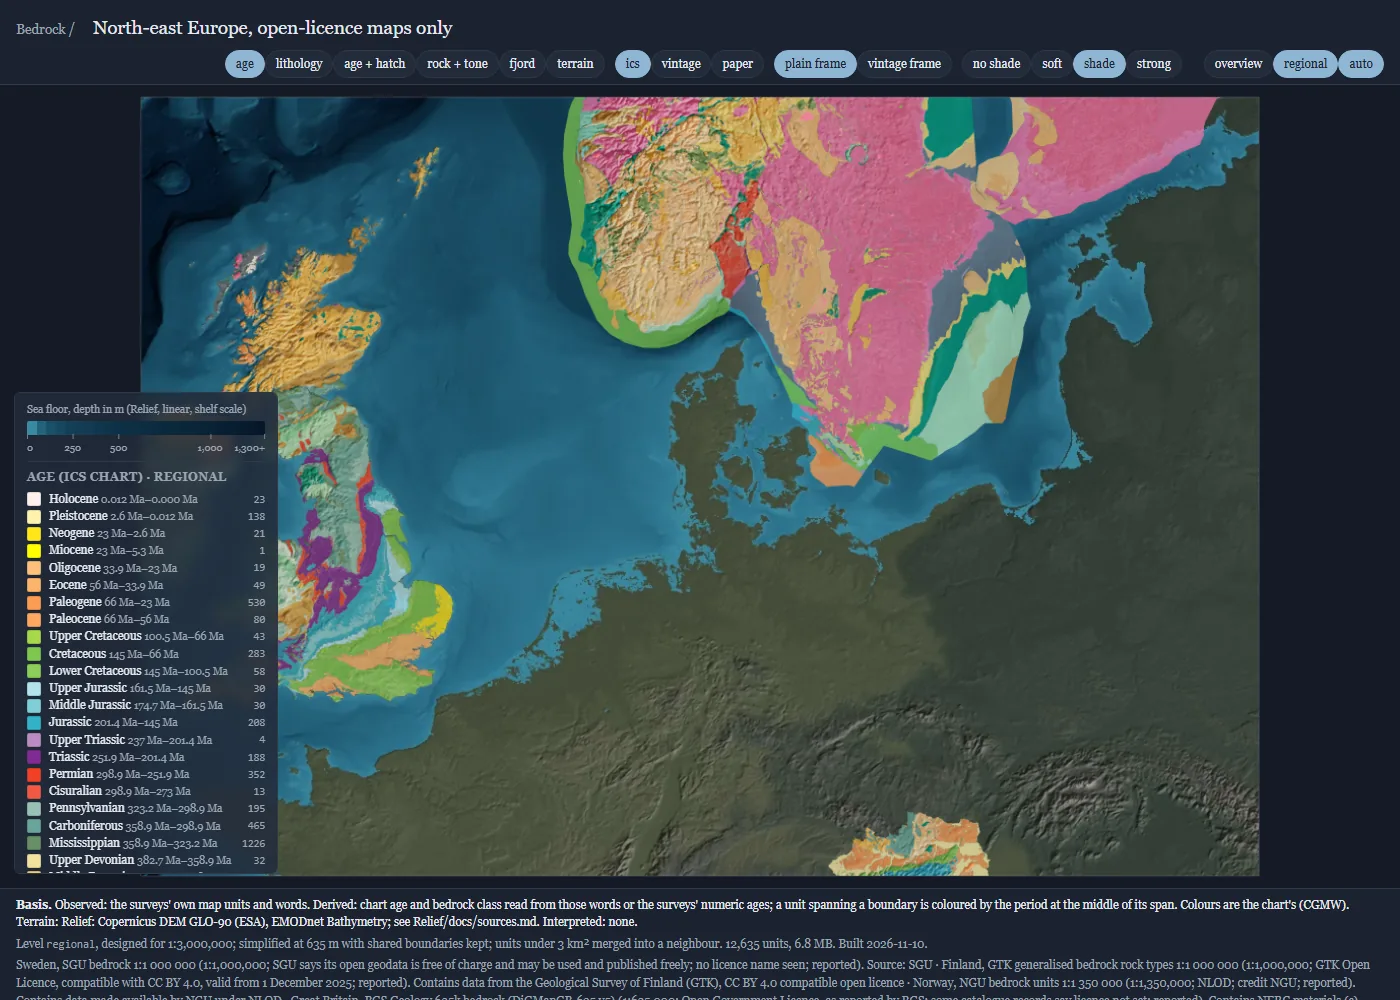 Bedrock / North-east Europe, open-licence maps only
age lithology age + hatch rock + tone fjord terrain ics vintage paper plain frame vintage frame no shade soft shade strong overview regional auto
Sea floor, depth in m (Relief, linear, shelf scale)
0 250 500 1,000 1,300+
AGE (ICS CHART) · REGIONAL
Holocene 0.012 Ma–0.000 Ma 23
Pleistocene 2.6 Ma–0.012 Ma 138
Neogene 23 Ma–2.6 Ma 21
Miocene 23 Ma–5.3 Ma 1
Oligocene 33.9 Ma–23 Ma 19
Eocene 56 Ma–33.9 Ma 49
Paleogene 66 Ma–23 Ma 530
Paleocene 66 Ma–56 Ma 80
Upper Cretaceous 100.5 Ma–66 Ma 43
Cretaceous 145 Ma–66 Ma 283
Lower Cretaceous 145 Ma–100.5 Ma 58
Upper Jurassic 161.5 Ma–145 Ma 30
Middle Jurassic 174.7 Ma–161.5 Ma 30
Jurassic 201.4 Ma–145 Ma 208
Upper Triassic 237 Ma–201.4 Ma 4
Triassic 251.9 Ma–201.4 Ma 188
Permian 298.9 Ma–251.9 Ma 352
Cisuralian 298.9 Ma–273 Ma 13
Pennsylvanian 323.2 Ma–298.9 Ma 195
Carboniferous 358.9 Ma–298.9 Ma 465
Mississippian 358.9 Ma–323.2 Ma 1226
Upper Devonian 382.7 Ma–358.9 Ma 32
Basis. Observed: the surveys' own map units and words. Derived: chart age and bedrock class read from those words or the surveys' numeric ages; a unit spanning a boundary is coloured by the period at the middle of its span. Colours are the chart's (CGMW).
Terrain: Relief: Copernicus DEM GLO-90 (ESA), EMODnet Bathymetry; see Relief/docs/sources.md. Interpreted: none.
Level regional, designed for 1:3,000,000; simplified at 635 m with shared boundaries kept; units under 3 km² merged into a neighbour. 12,635 units, 6.8 MB. Built 2026-11-10.
Sweden, SGU bedrock 1:1 000 000 (1:1,000,000; SGU says its open geodata is free of charge and may be used and published freely; no licence name seen; reported). Source: SGU · Finland, GTK generalised bedrock rock types 1:1 000 000 (1:1,000,000; GTK Open
Licence, compatible with CC BY 4.0, valid from 1 December 2025; reported). Contains data from the Geological Survey of Finland (GTK), CC BY 4.0 compatible open licence · Norway, NGU bedrock units 1:1 350 000 (1:1,350,000; NLOD; credit NGU; reported).